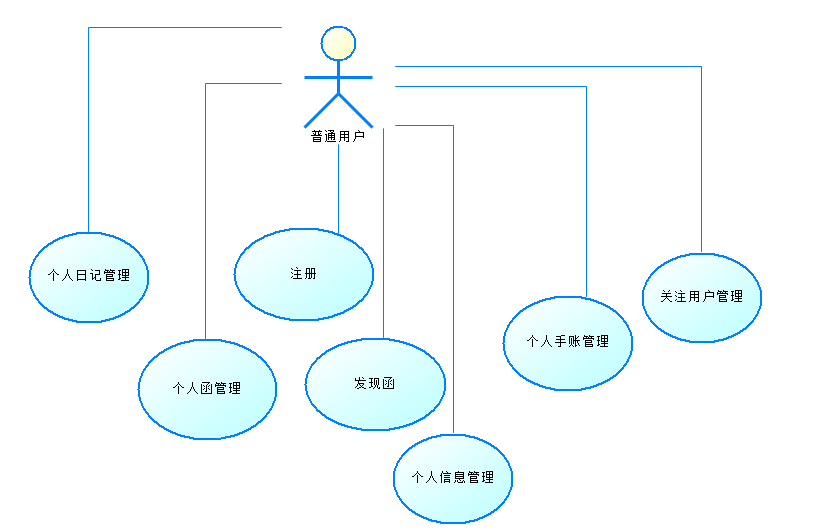 普通用户
个人日记管理
注册
关注用户管理
个人手账管理
个人函管理
发现函
个人信息管理